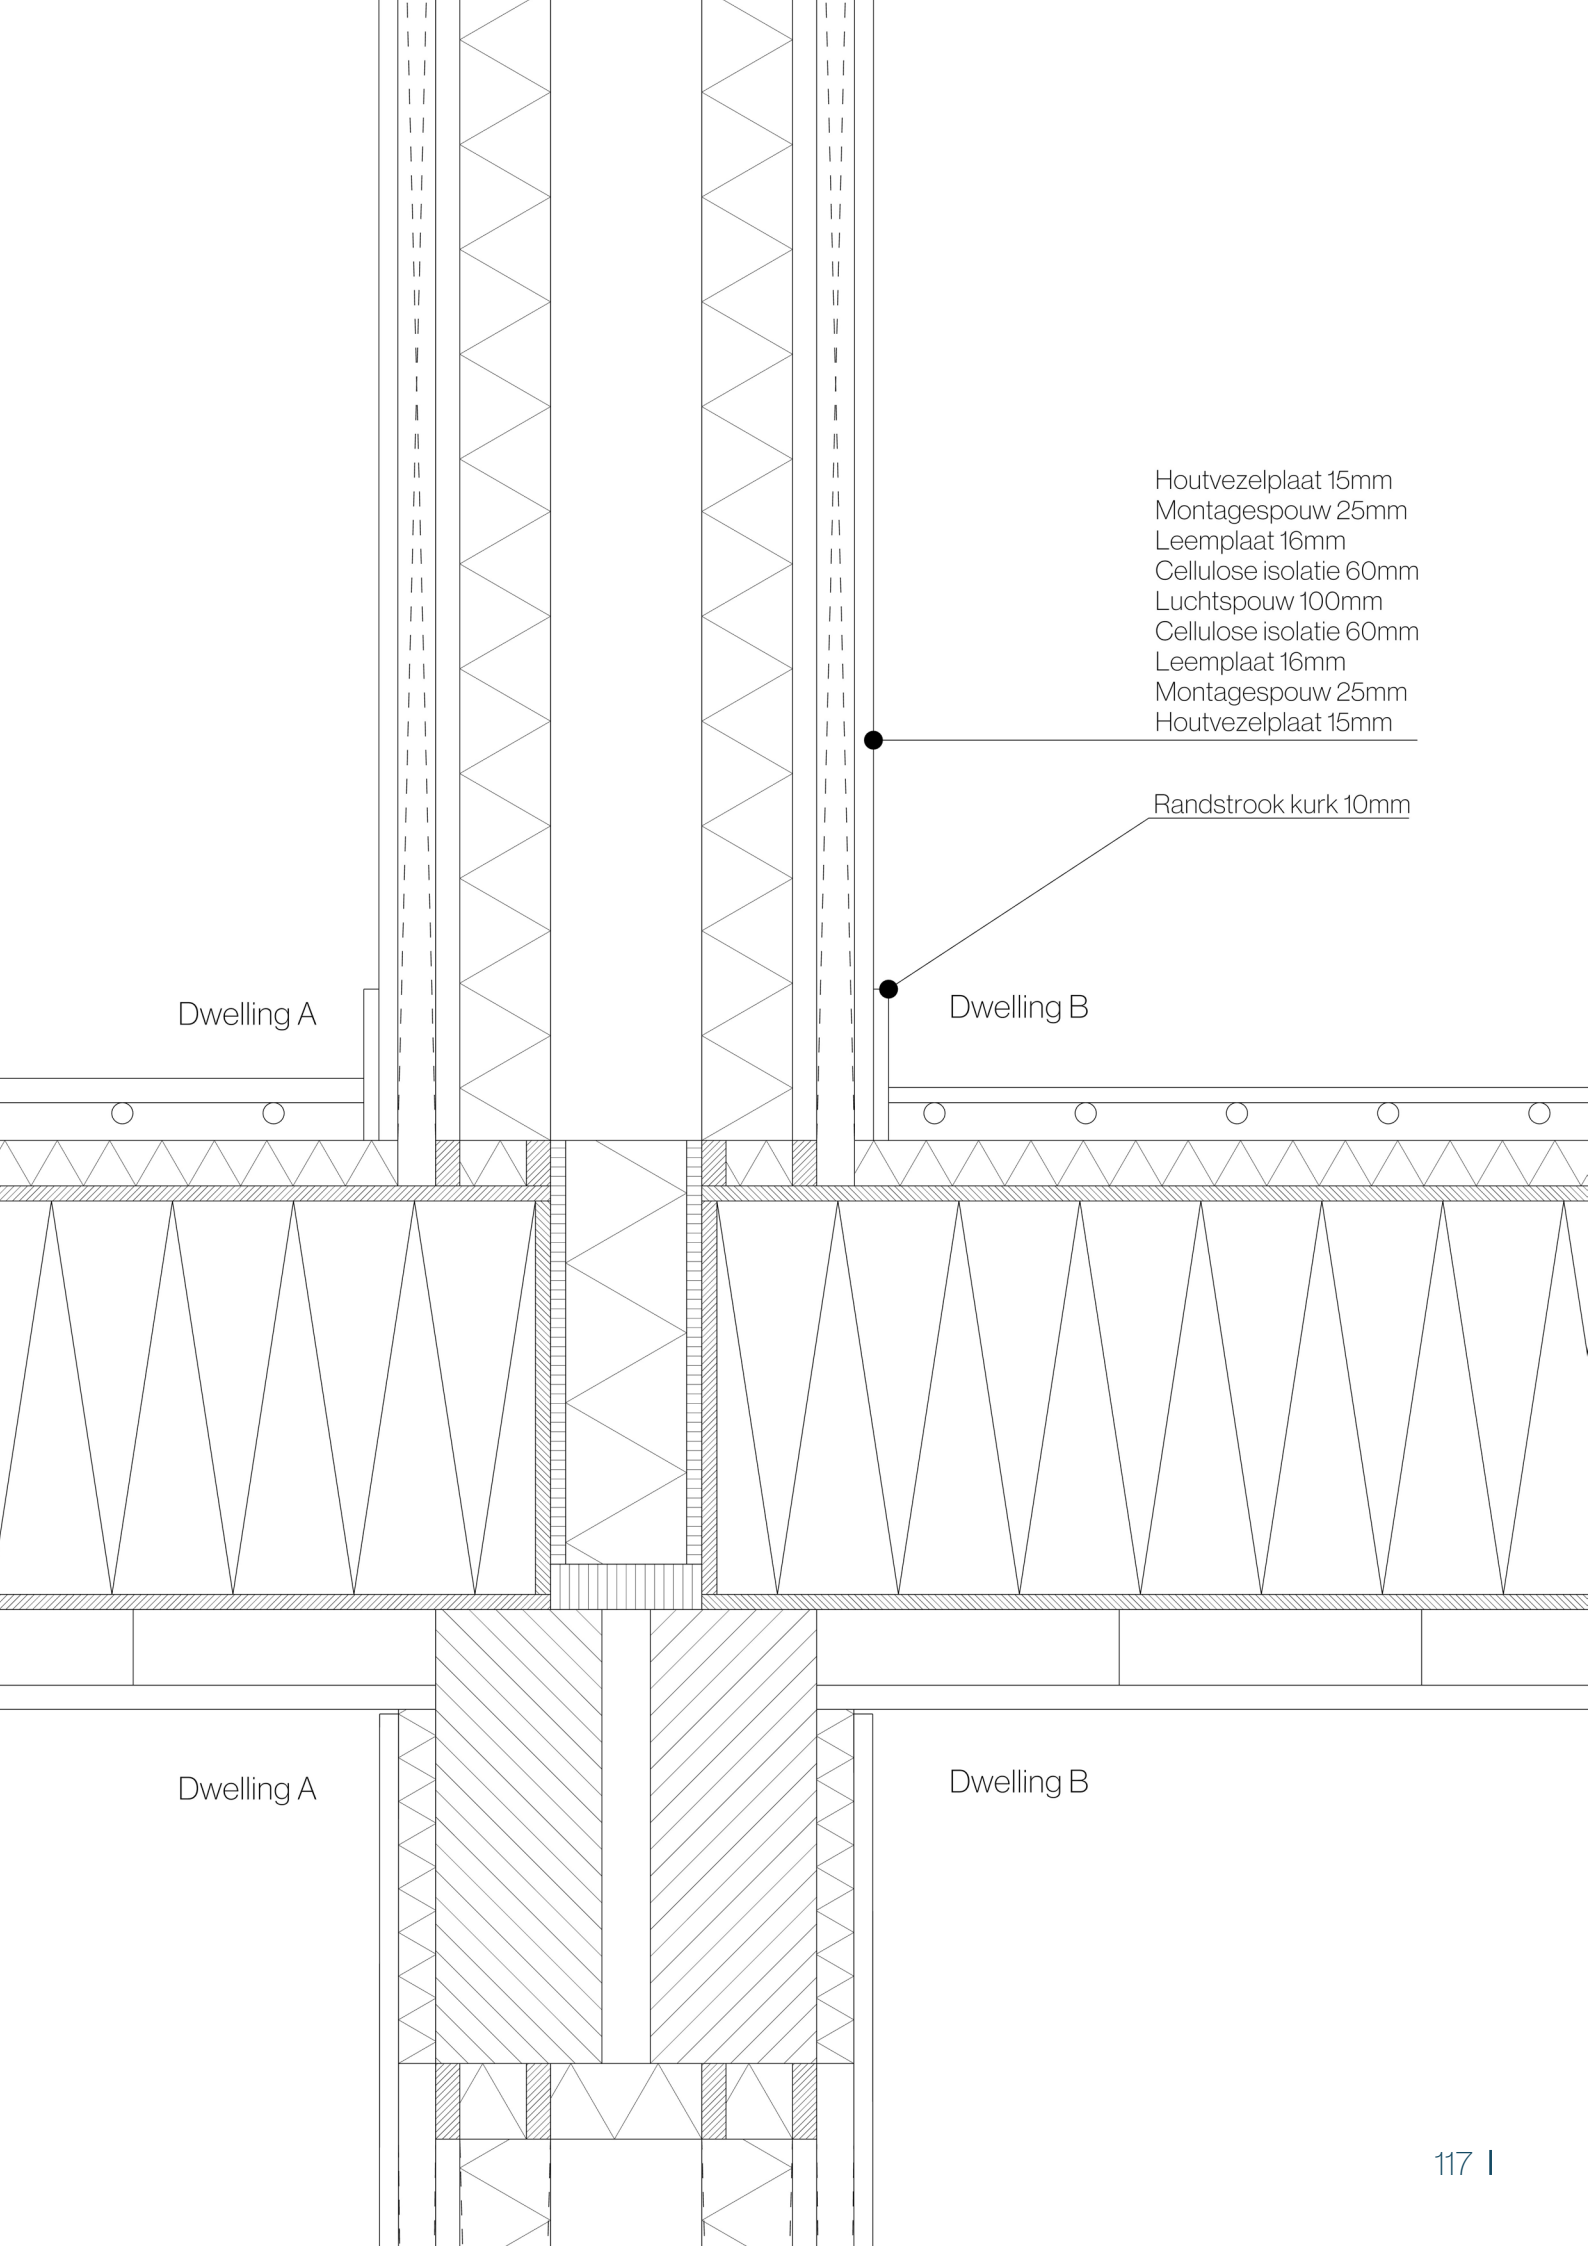 Houtvezelplaat 15mm
Montagespouw 25mm
Leemplaat 16mm
Cellulose isolatie 60mm
Luchtspouw 100mm
Cellulose isolatie 60mm
Leemplaat 16mm
Montagespouw 25mm
Houtvezelplaat 15mm
Randstrook kurk 10mm
Dwelling A
Dwelling B
Dwelling A
Dwelling B
117